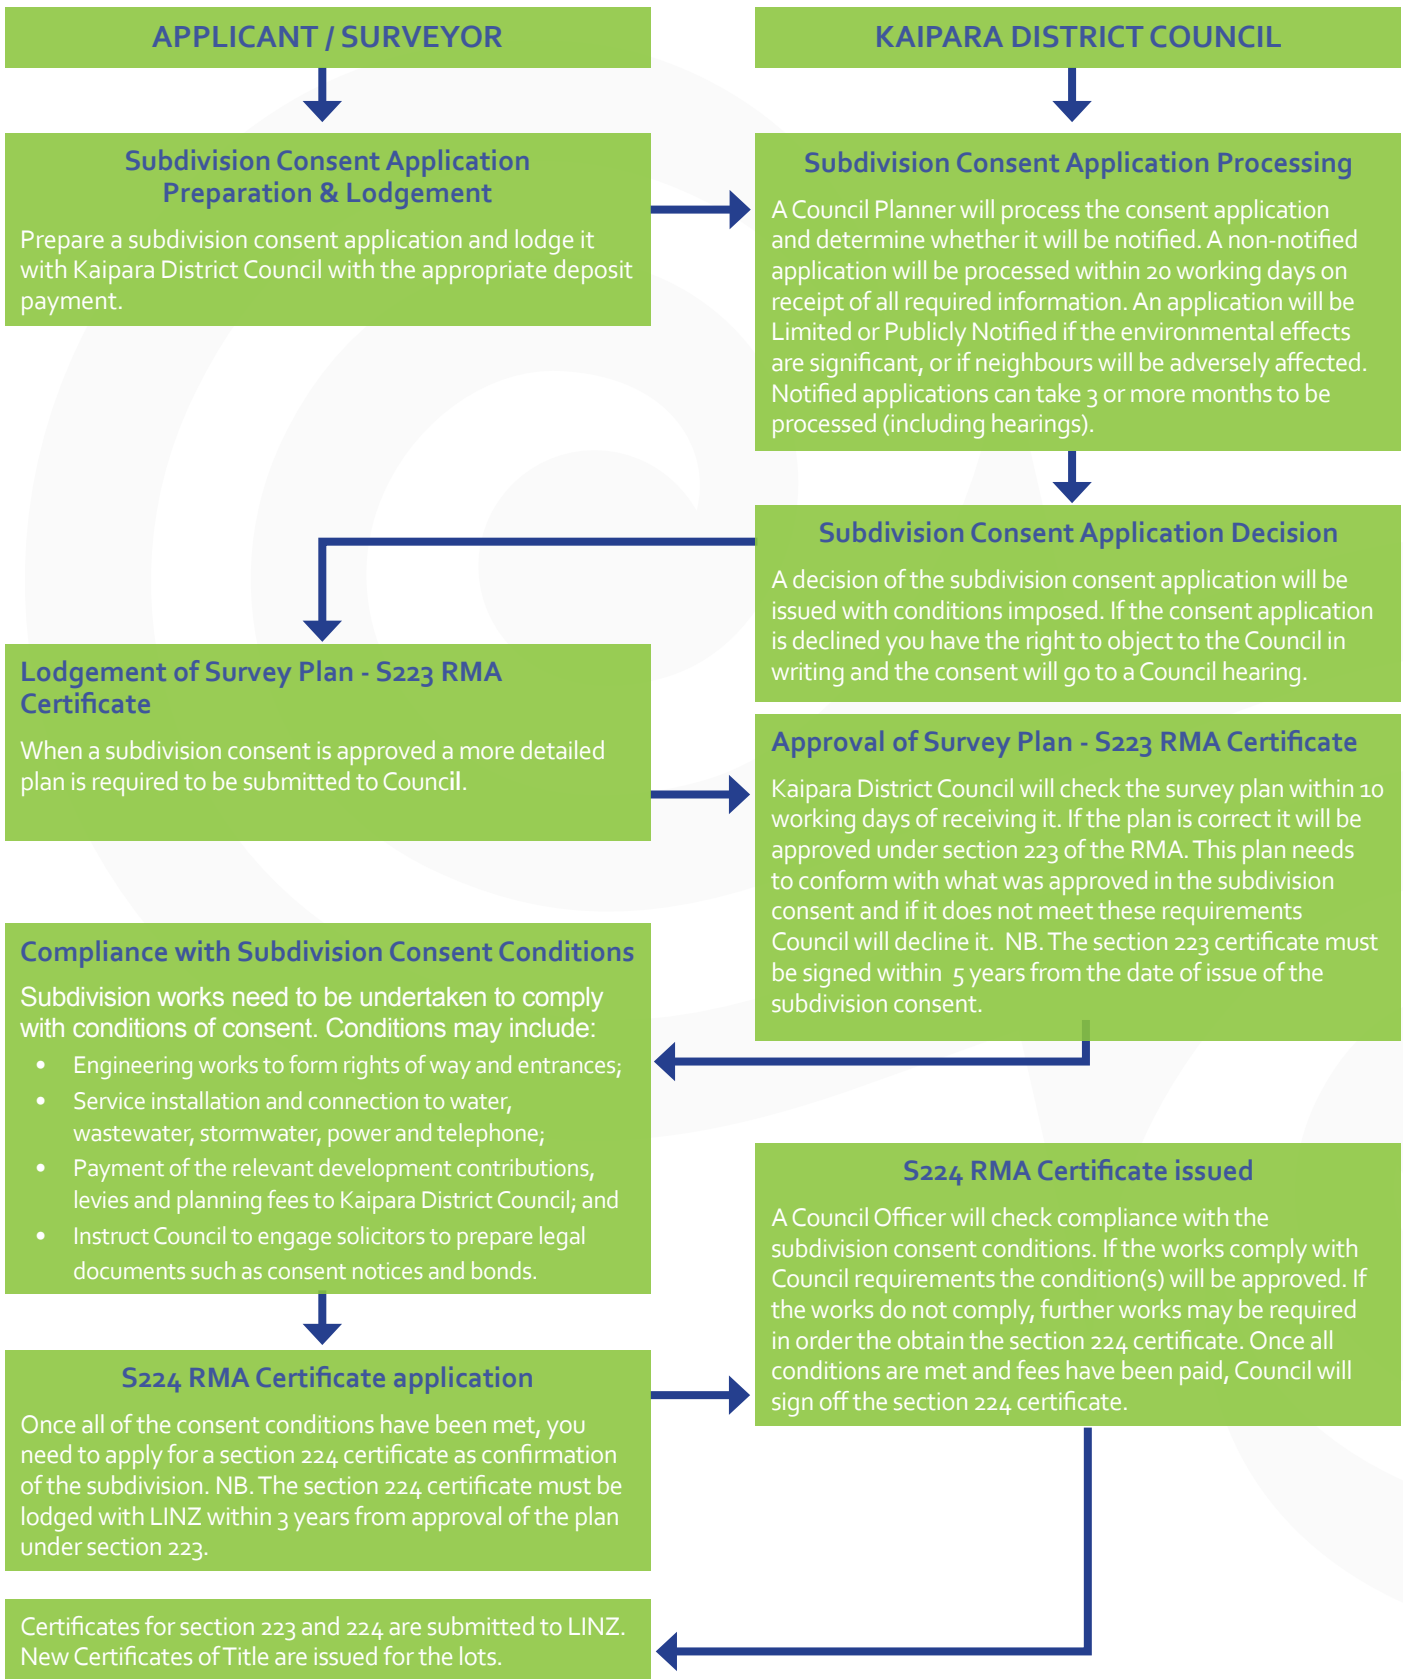 APPLICANT / SURVEYOR
KAIPARA DISTRICT COUNCIL
Subdivision Consent Application
Preparation & Lodgement
Prepare a subdivision consent application and lodge it
with Kaipara District Council with the appropriate deposit
payment.
Subdivision Consent Application Processing
A Council Planner will process the consent application
and determine whether it will be notified. A non-notified
application will be processed within 20 working days on
receipt of all required information. An application will be
Limited or Publicly Notified if the environmental effects
are significant, or if neighbours will be adversely affected.
Notified applications can take 3 or more months to be
processed (including hearings).
Subdivision Consent Application Decision
A decision of the subdivision consent application will be
issued with conditions imposed. If the consent application
is declined you have the right to object to the Council in
writing and the consent will go to a Council hearing.
Lodgement of Survey Plan - S223 RMA
Certificate
When a subdivision consent is approved a more detailed
plan is required to be submitted to Council.
Approval of Survey Plan - S223 RMA Certificate
Kaipara District Council will check the survey plan within 10
working days of receiving it. If the plan is correct it will be
approved under section 223 of the RMA. This plan needs
to conform with what was approved in the subdivision
consent and if it does not meet these requirements
Council will decline it.  NB. The section 223 certificate must
be signed within  5 years from the date of issue of the
subdivision consent.
Compliance with Subdivision Consent Conditions
Subdivision works need to be undertaken to comply
with conditions of consent. Conditions may include:
• Engineering works to form rights of way and entrances;
• Service installation and connection to water,
wastewater, stormwater, power and telephone;
• Payment of the relevant development contributions,
levies and planning fees to Kaipara District Council; and
• Instruct Council to engage solicitors to prepare legal
documents such as consent notices and bonds.
S224 RMA Certificate issued
A Council Officer will check compliance with the
subdivision consent conditions. If the works comply with
Council requirements the condition(s) will be approved. If
the works do not comply, further works may be required
in order the obtain the section 224 certificate. Once all
conditions are met and fees have been paid, Council will
sign off the section 224 certificate.
S224 RMA Certificate application
Once all of the consent conditions have been met, you
need to apply for a section 224 certificate as confirmation
of the subdivision. NB. The section 224 certificate must be
lodged with LINZ within 3 years from approval of the plan
under section 223.
Certificates for section 223 and 224 are submitted to LINZ.
New Certificates of Title are issued for the lots.